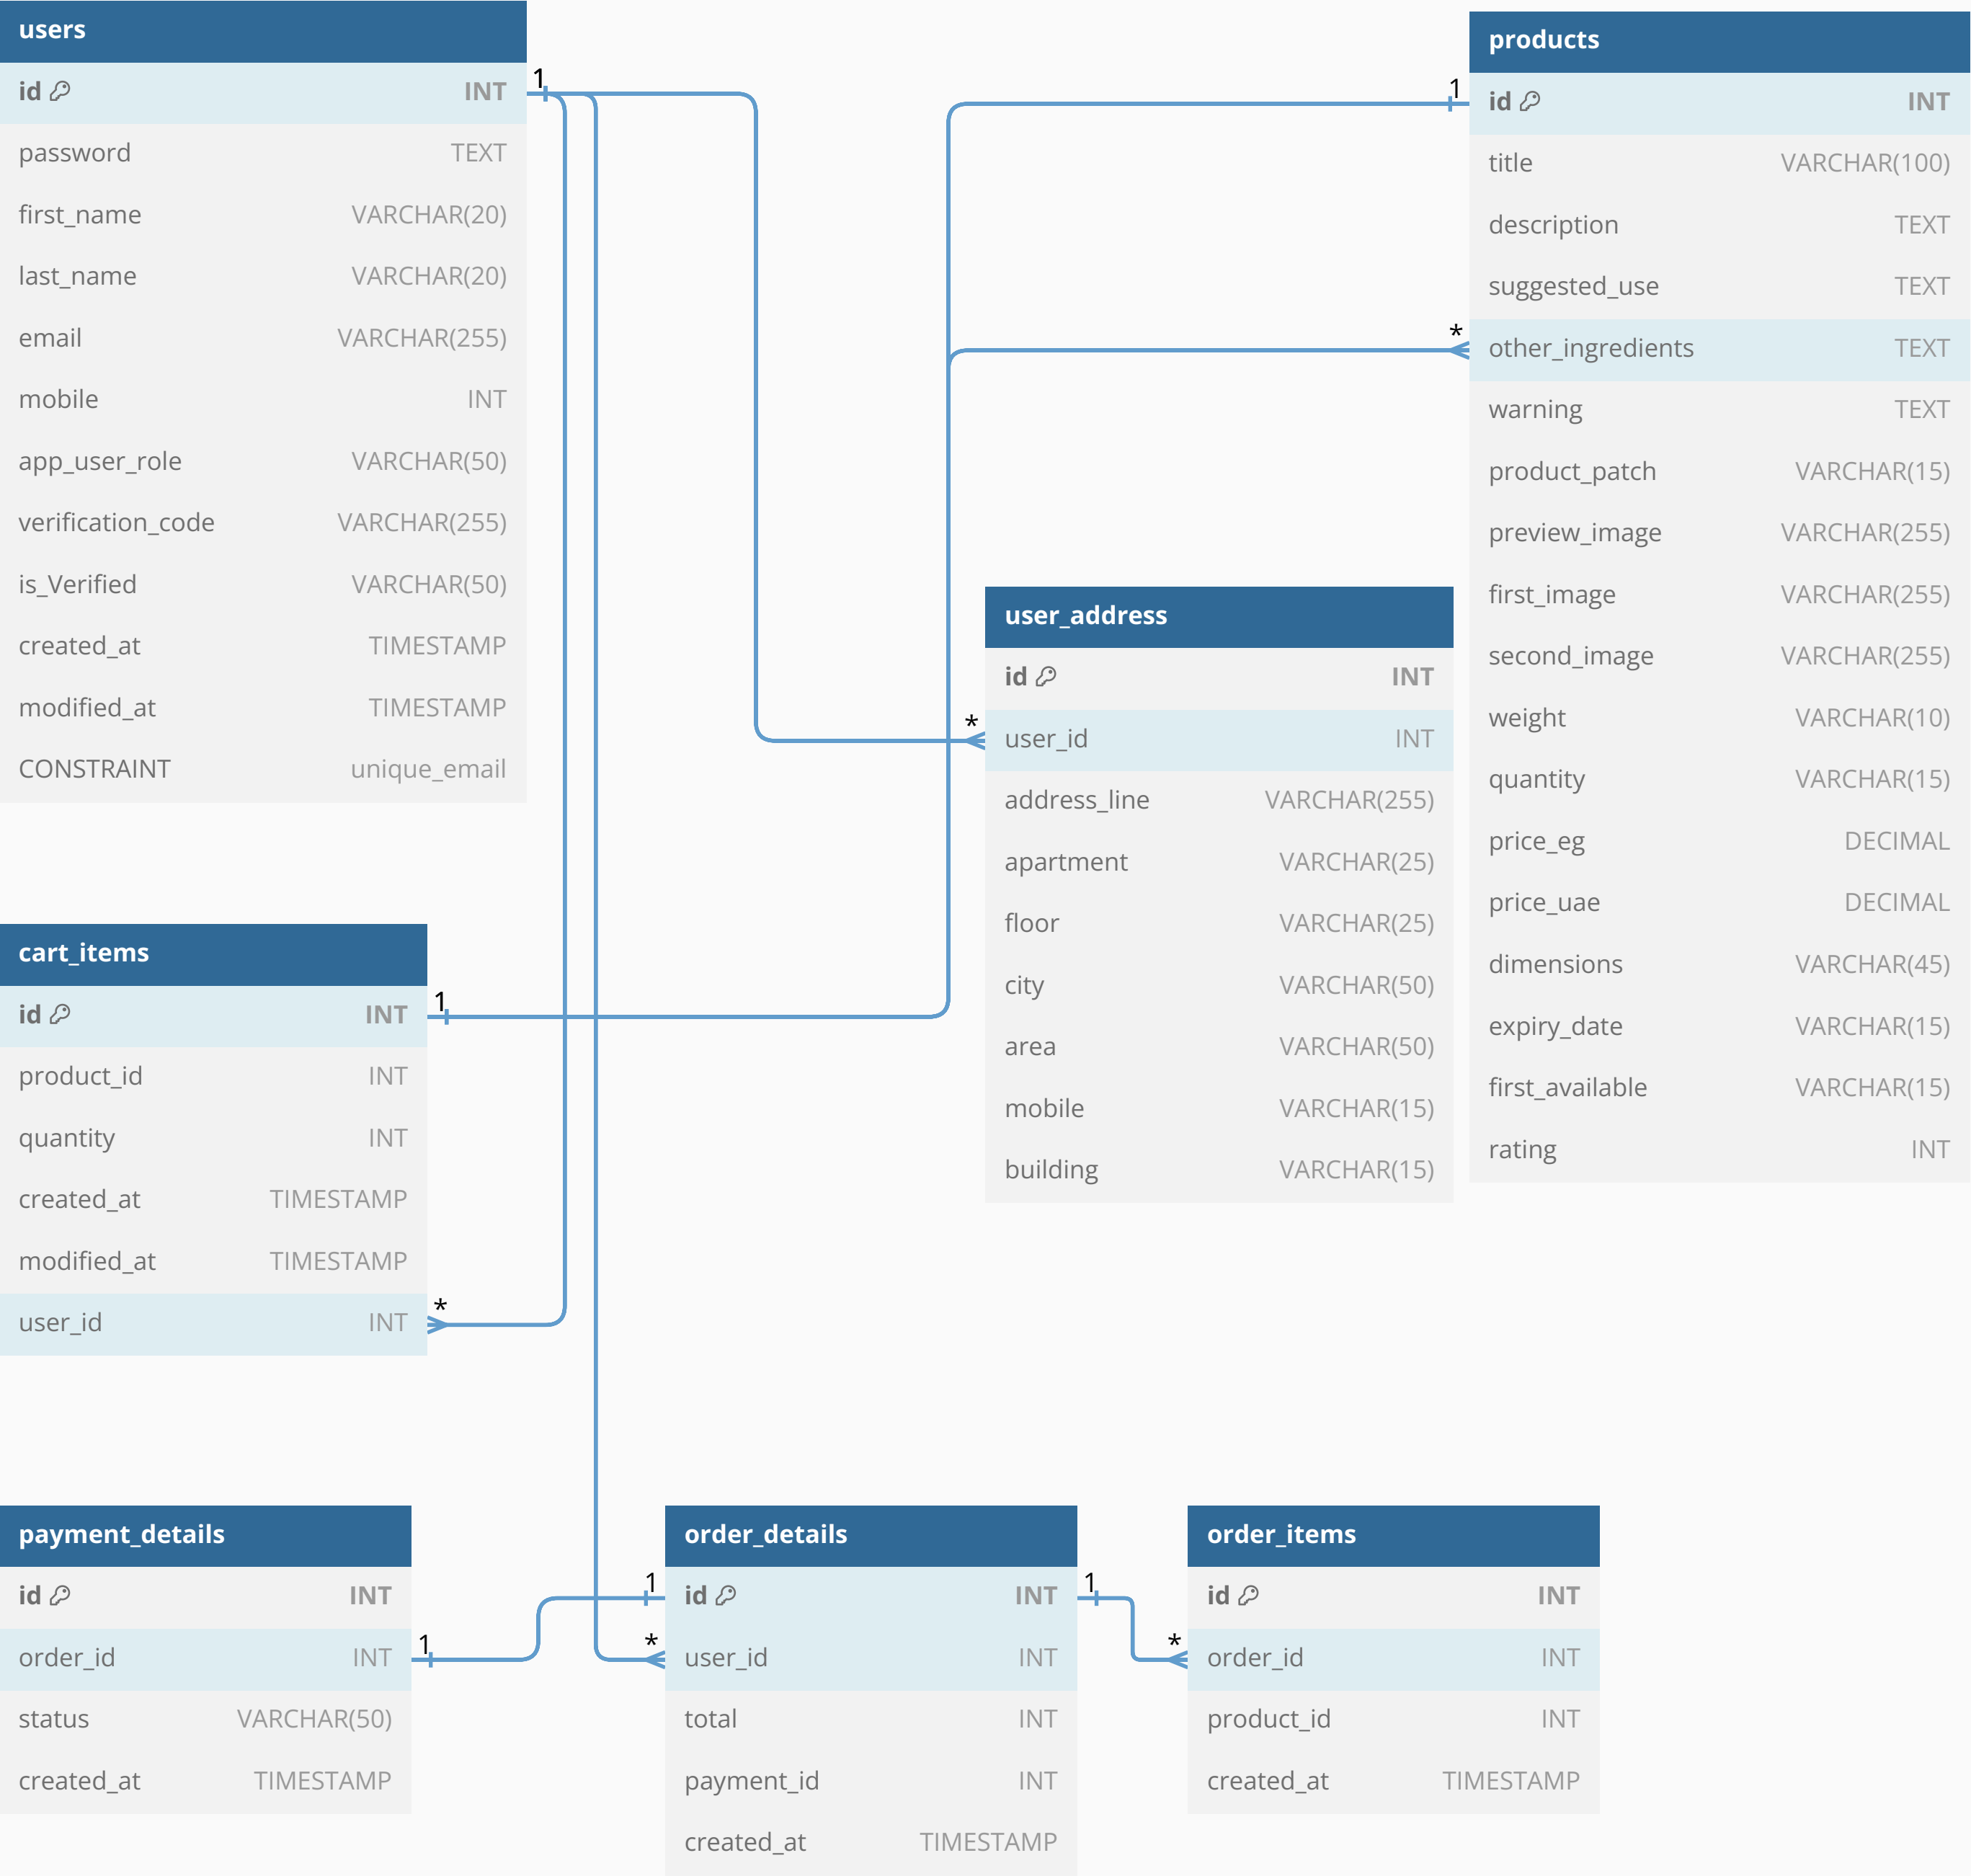 users
id INT
password TEXT
first_name VARCHAR(20)
last_name VARCHAR(20)
email VARCHAR(255)
mobile INT
app_user_role VARCHAR(50)
verification_code VARCHAR(255)
is_Verified VARCHAR(50)
created_at TIMESTAMP
modified_at TIMESTAMP
CONSTRAINT unique_email
1
products
1
id INT
title VARCHAR(100)
description TEXT
suggested_use TEXT
*
other_ingredients TEXT
warning TEXT
product_patch VARCHAR(15)
preview_image VARCHAR(255)
first_image VARCHAR(255)
second_image VARCHAR(255)
weight VARCHAR(10)
quantity VARCHAR(15)
price_eg DECIMAL
price_uae DECIMAL
dimensions VARCHAR(45)
expiry_date VARCHAR(15)
first_available VARCHAR(15)
rating INT
user_address
id INT
*
user_id INT
address_line VARCHAR(255)
apartment VARCHAR(25)
floor VARCHAR(25)
city VARCHAR(50)
area VARCHAR(50)
mobile VARCHAR(15)
building VARCHAR(15)
cart_items
id INT
1
product_id INT
quantity INT
created_at TIMESTAMP
modified_at TIMESTAMP
user_id INT
*
payment_details
id INT
order_id INT
1
status VARCHAR(50)
created_at TIMESTAMP
order_details
1
id INT
1
*
user_id INT
total INT
payment_id INT
created_at TIMESTAMP
order_items
id INT
*
order_id INT
product_id INT
created_at TIMESTAMP